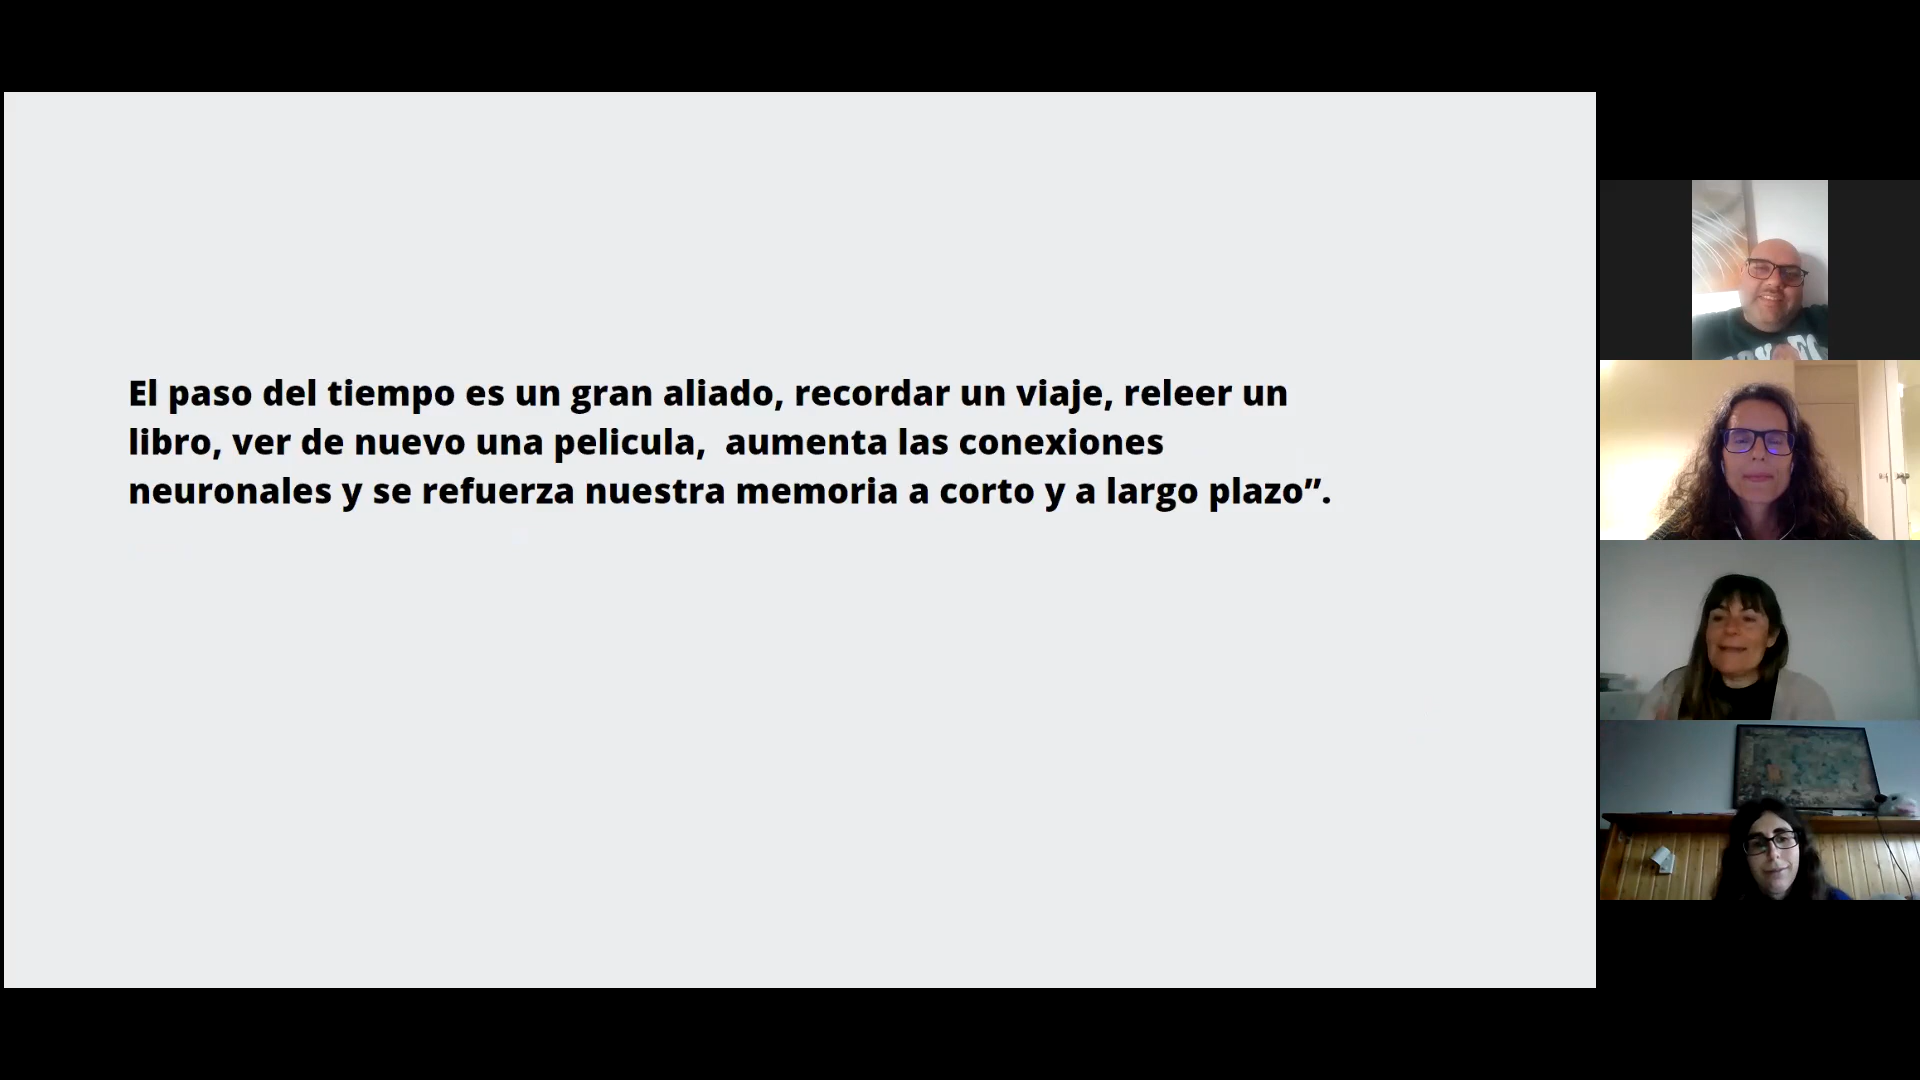 El paso del tiempo es un gran aliado, recordar un viaje, releer un
libro, ver de nuevo una pelicula,  aumenta las conexiones
neuronales y se refuerza nuestra memoria a corto y a largo plazo”.